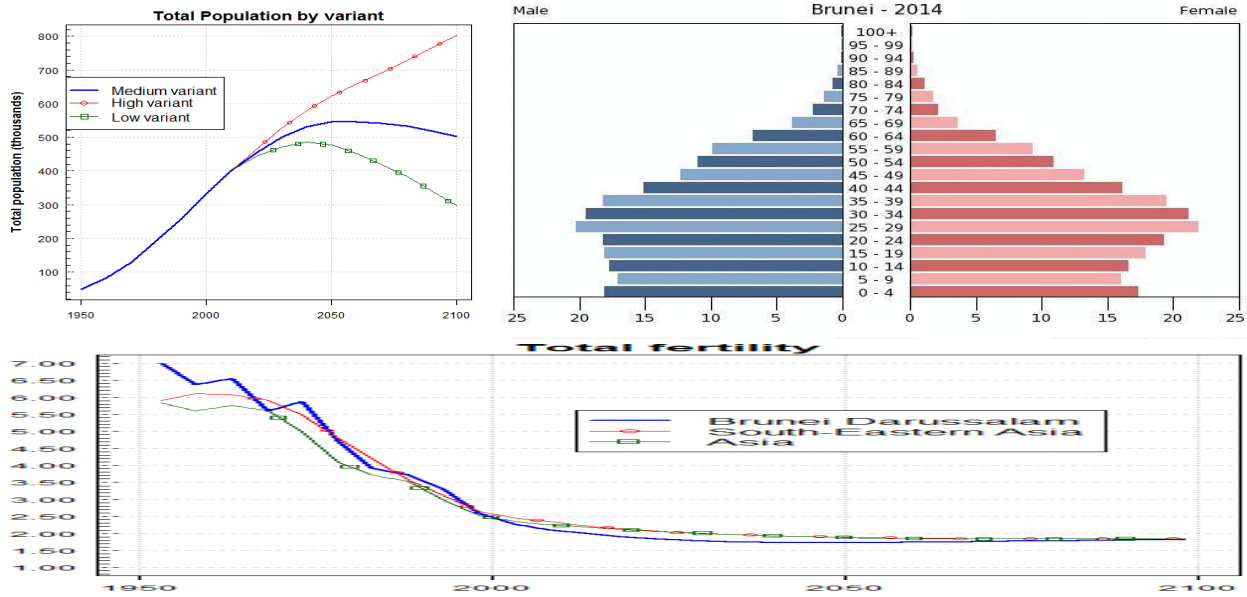 Total Population by variant
Total population (thousands)
800
700
600
500
400
300
200
100
1950
2000
2050
2100
Medium variant
High variant
Low variant
Male
Brunei - 2014
Female
100+
95 - 99
90 - 94
85 - 89
80 - 84
75 - 79
70 - 74
65 - 69
60 - 64
55 - 59
50 - 54
45 - 49
40 - 44
35 - 39
30 - 34
25 - 29
20 - 24
15 - 19
10 - 14
5 - 9
0 - 4
25 20 15 10 5 0 0 5 10 15 20 25
Total fertility
7.00
6.50
6.00
5.50
5.00
4.50
4.00
3.50
3.00
2.50
2.00
1.50
1.00
Brunei Darussalam
South-Eastern Asia
Asia
1950 2000 2050 2100